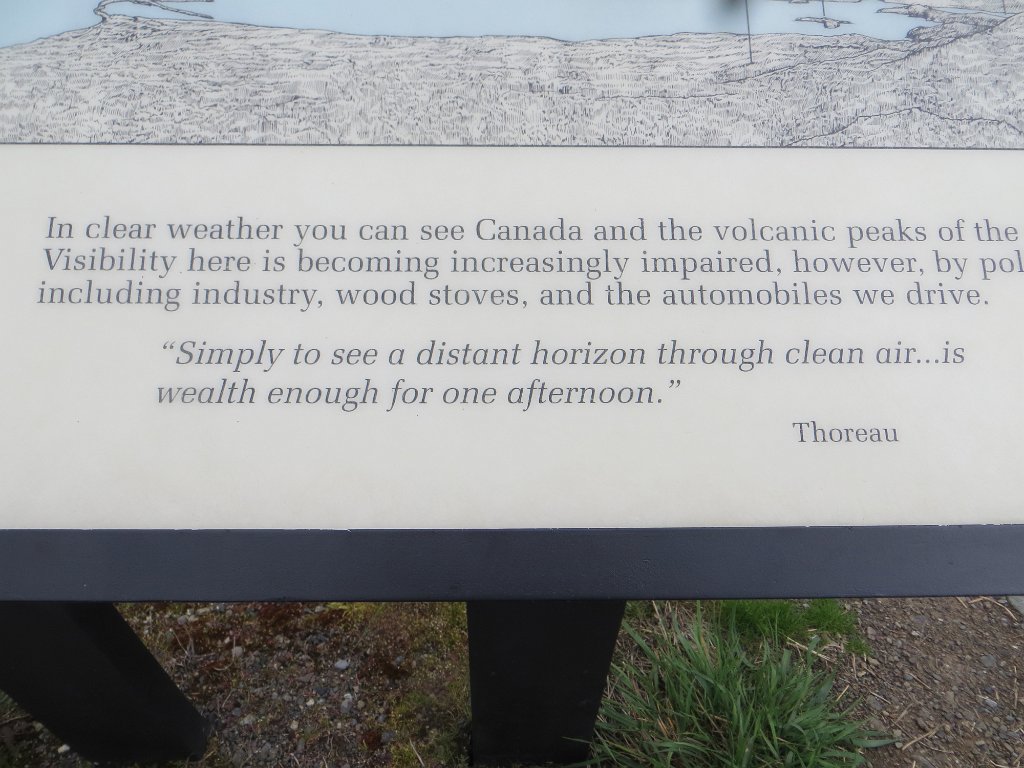 In clear weather you can see Canada and the volcanic peaks of the
Visibility here is becoming increasingly impaired, however, by pol
including industry, wood stoves, and the automobiles we drive.
“Simply to see a distant horizon through clean air...is
wealth enough for one afternoon.”
Thoreau